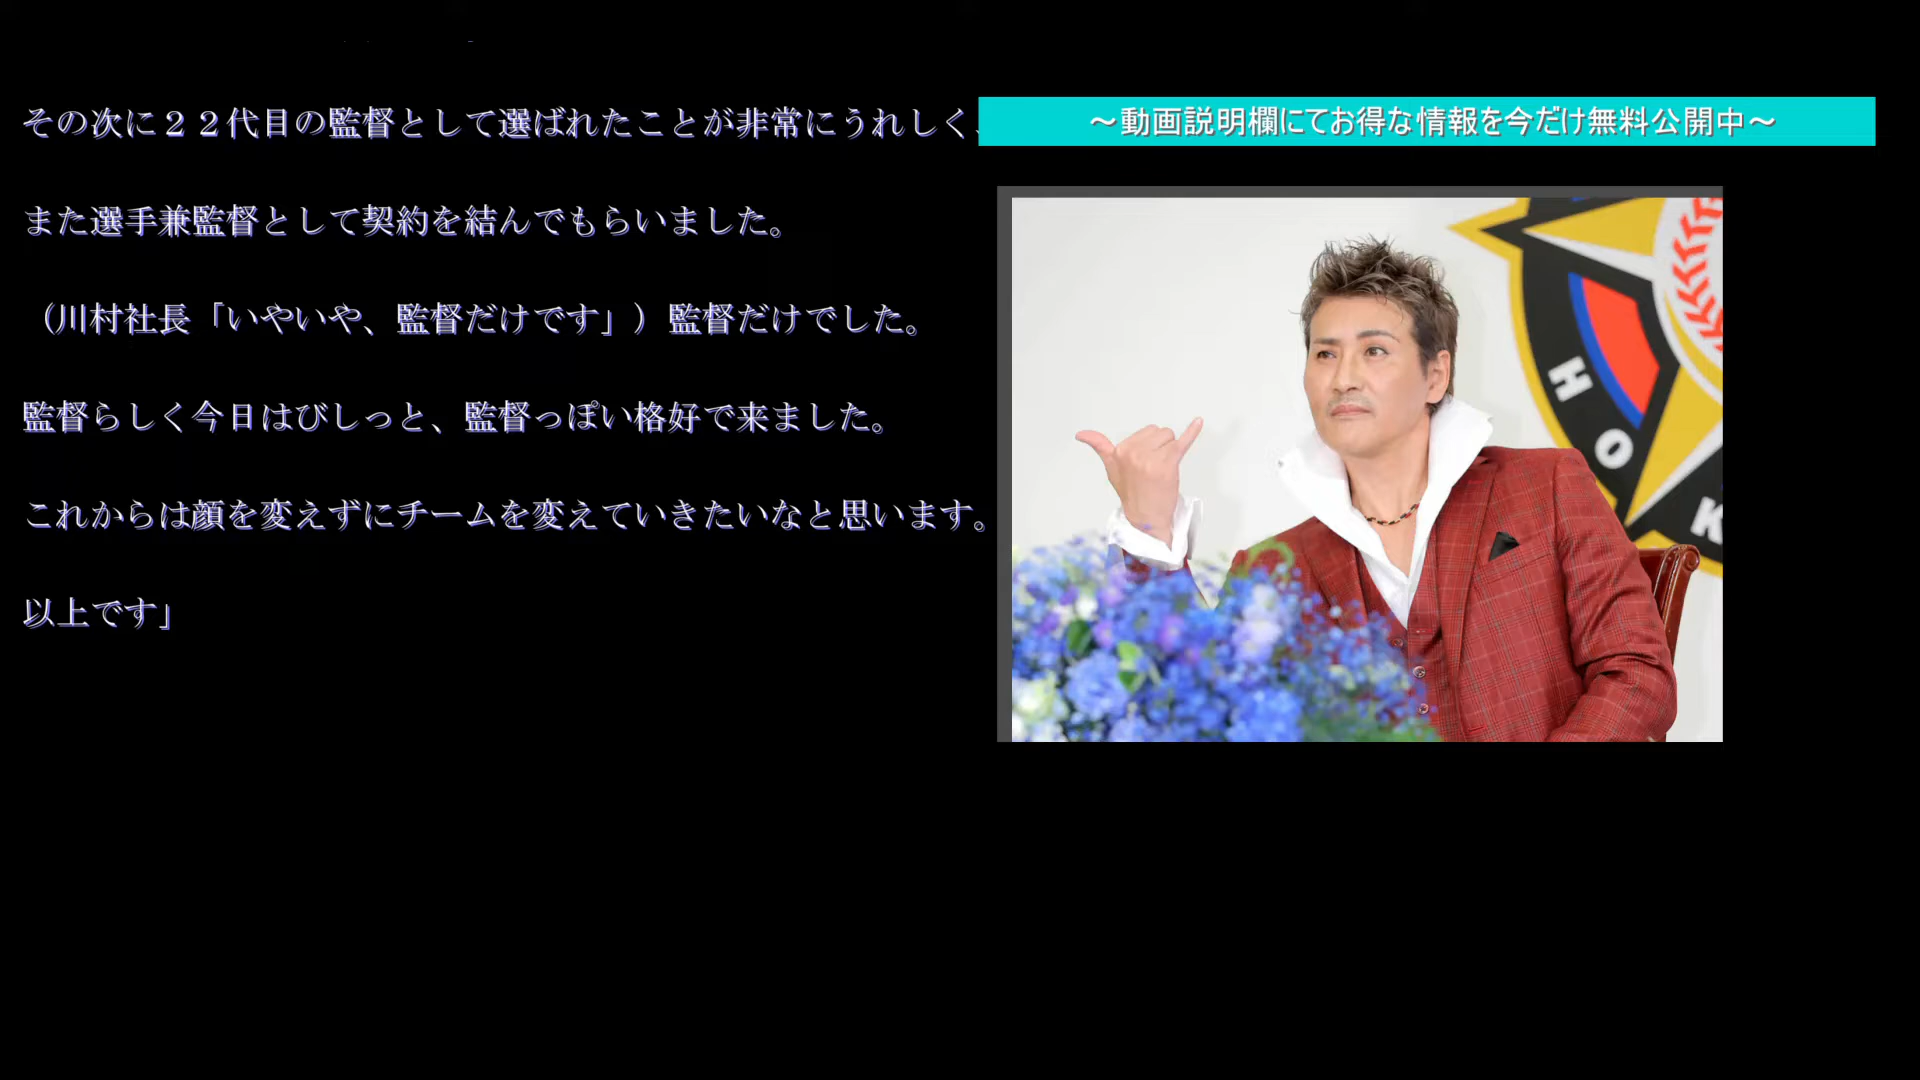 その次に２２代目の監督として選ばれたことが非常にうれしく、
～動画説明欄にてお得な情報を今だけ無料公開中～
また選手兼監督として契約を結んでもらいました。
（川村社長「いやいや、監督だけです」）監督だけでした。
監督らしく今日はびしっと、監督っぽい格好で来ました。
これからは顔を変えずにチームを変えていきたいなと思います。
以上です」
H
O
K